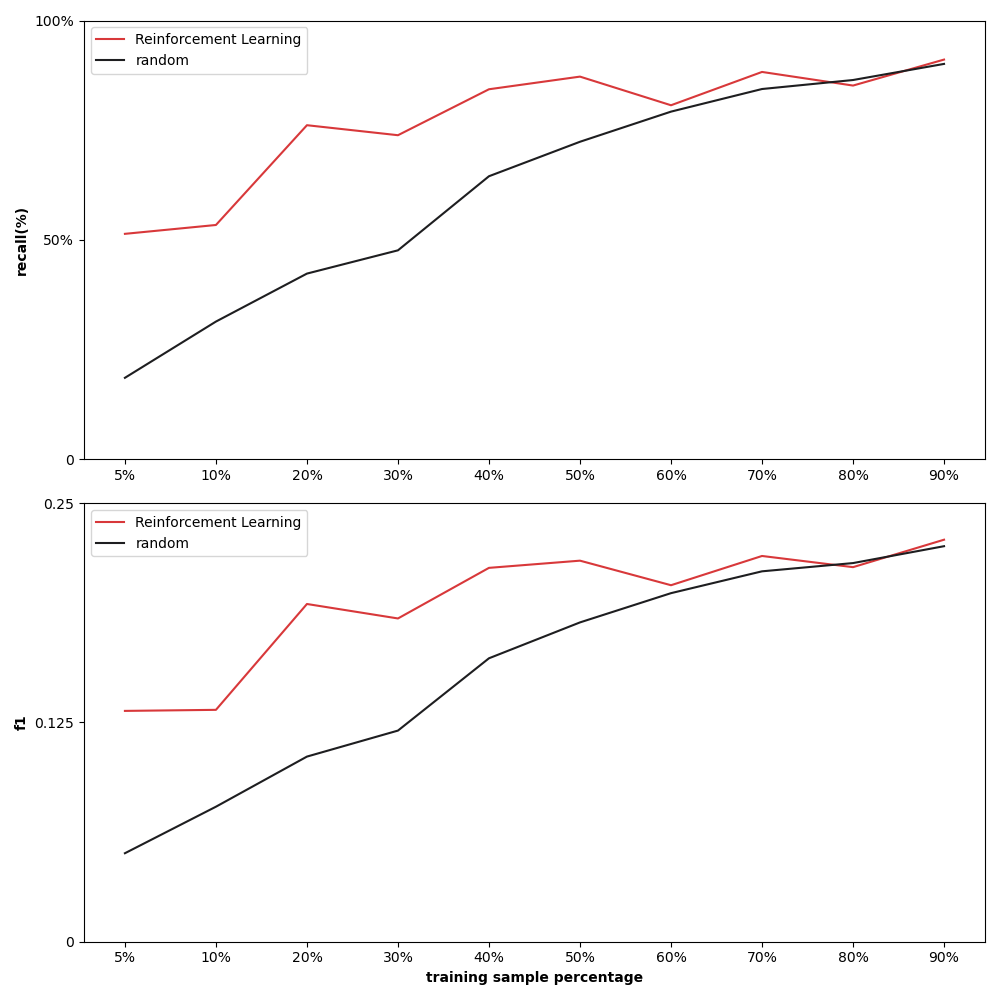 100%
Reinforcement Learning
random
50%
recall(%)
0
5% 10% 20% 30% 40% 50% 60% 70% 80% 90%
0.25
Reinforcement Learning
random
0.125
f1
0
5% 10% 20% 30% 40% 50% 60% 70% 80% 90%
training sample percentage